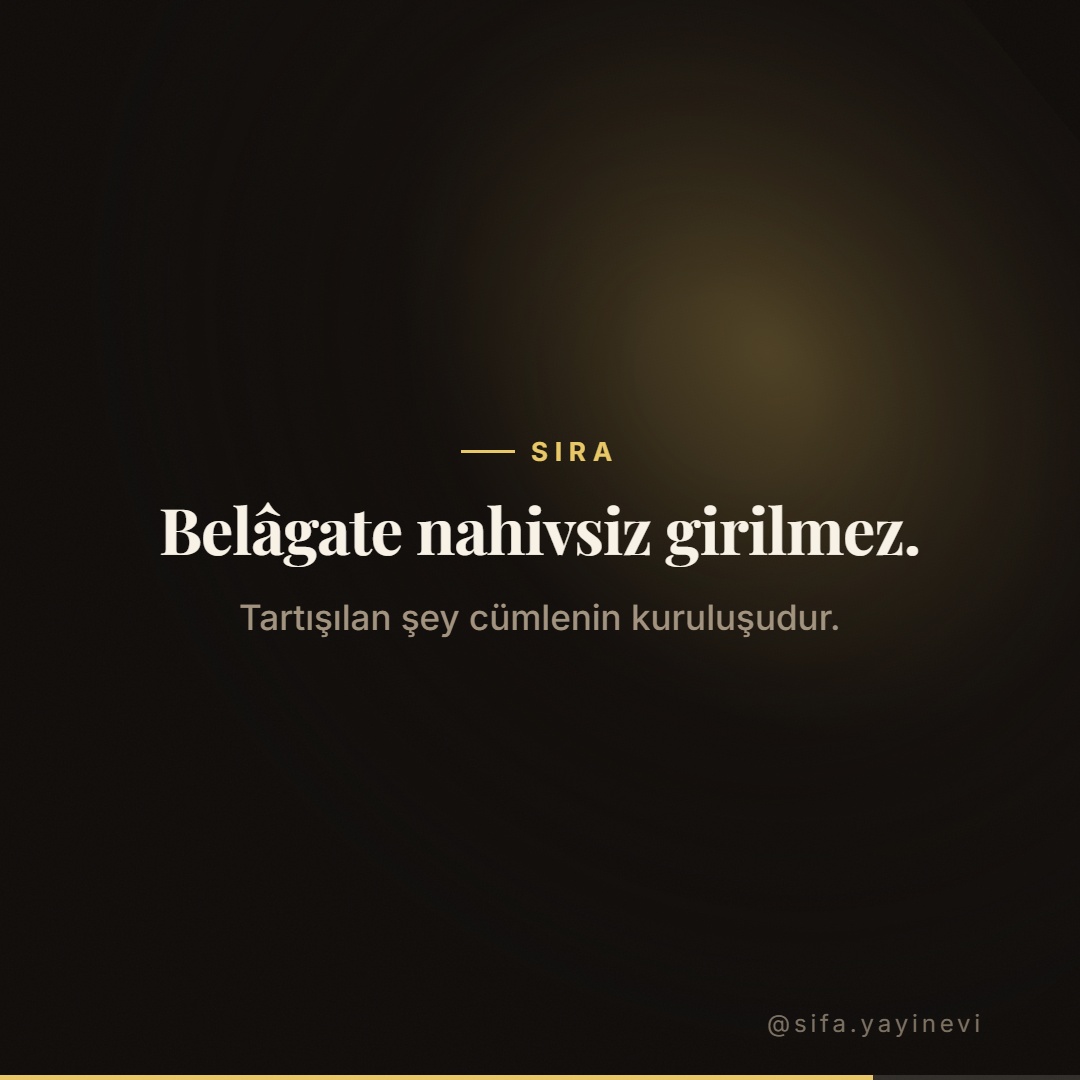 SIRA
Belâgate nahivsiz girilmez.
Tartışılan şey cümlenin kuruluşudur.
@sifa.yayinevi